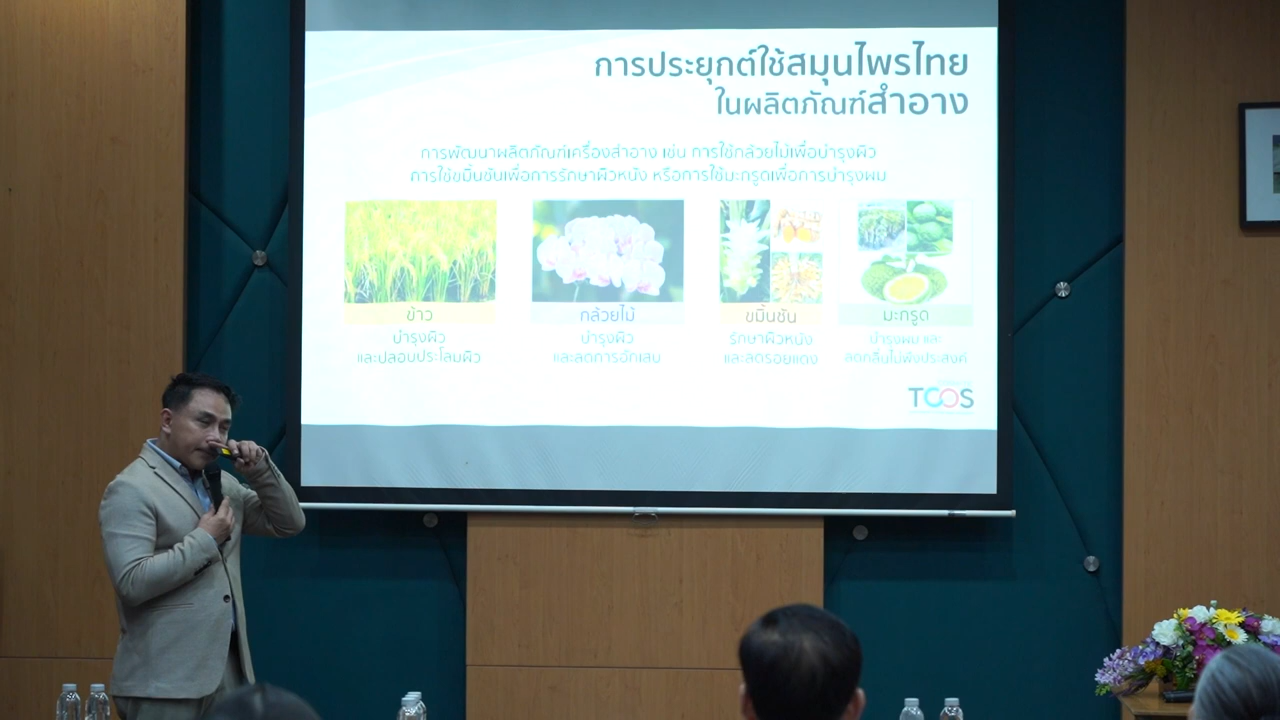 การประยุกต์ใช้สมุนไพรไทย
ในผลิตภัณฑ์สำอาง
การพัฒนาผลิตภัณฑ์เครื่องสำอาง เช่น การใช้กล้วยไม้เพื่อบำรุงผิว
การใช้ขมิ้นชันเพื่อการรักษาผิวหนัง หรือการใช้มะกรูดเพื่อการบำรุงผม
ข้าว
บำรุงผิว
และปลอบประโลมผิว
กล้วยไม้
บำรุงผิว
และลดการอักเสบ
ขมิ้นชัน
รักษาผิวหนัง
และลดรอยแดง
มะกรูด
บำรุงผม และ
ลดกลิ่นไม่พึงประสงค์
TCOS